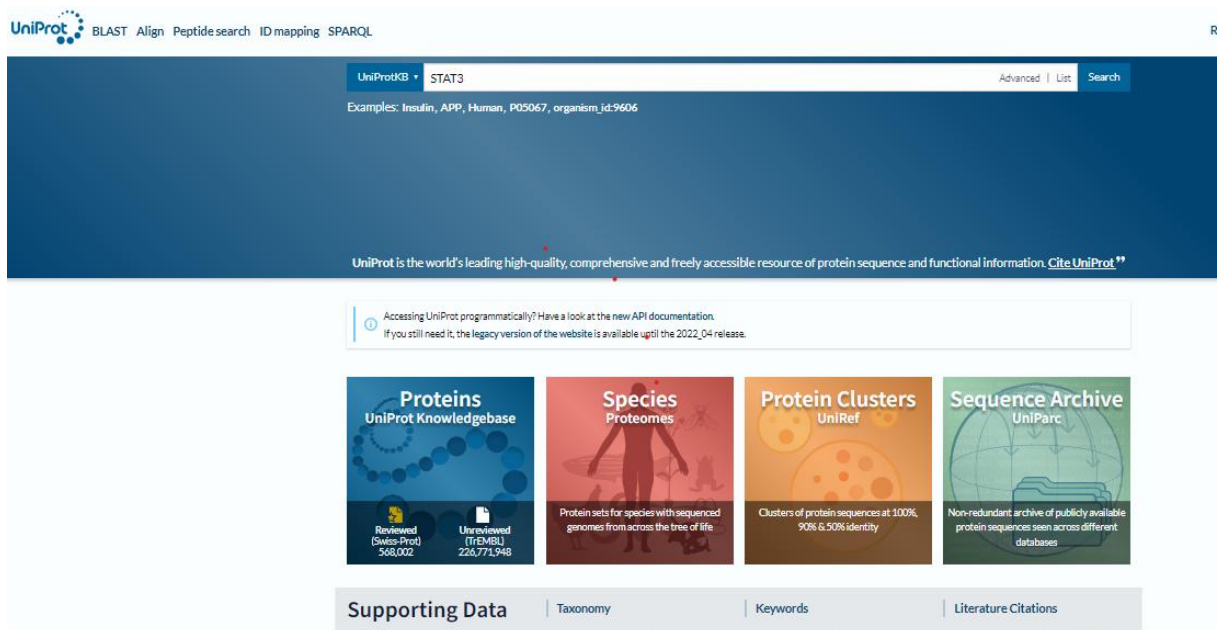 UniProt BLAST Align Peptide search ID mapping SPARQL
UniProtKB STAT3 Advanced | List Search
Examples: Insulin, APP, Human, P05067, organism_id:9606
UniProt is the world's leading high-quality, comprehensive and freely accessible resource of protein sequence and functional information. Cite UniProt”
Accessing UniProt programmatically? Have a look at the new API documentation.
If you still need it, the legacy version of the website is available until the 2022_04 release.
Proteins
UniProt Knowledgebase
Reviewed
(Swiss-Prot)
568,002
Unreviewed
(TrEMBL)
226,771,948
Species
Proteomes
Protein sets for species with sequenced
genomes from across the tree of life
Protein Clusters
UniRef
Clusters of protein sequences at 100%,
90% & 50% identity
Sequence Archive
UniParc
Non-redundant archive of publicly available
protein sequences seen across different
databases
Supporting Data Taxonomy Keywords Literature Citations